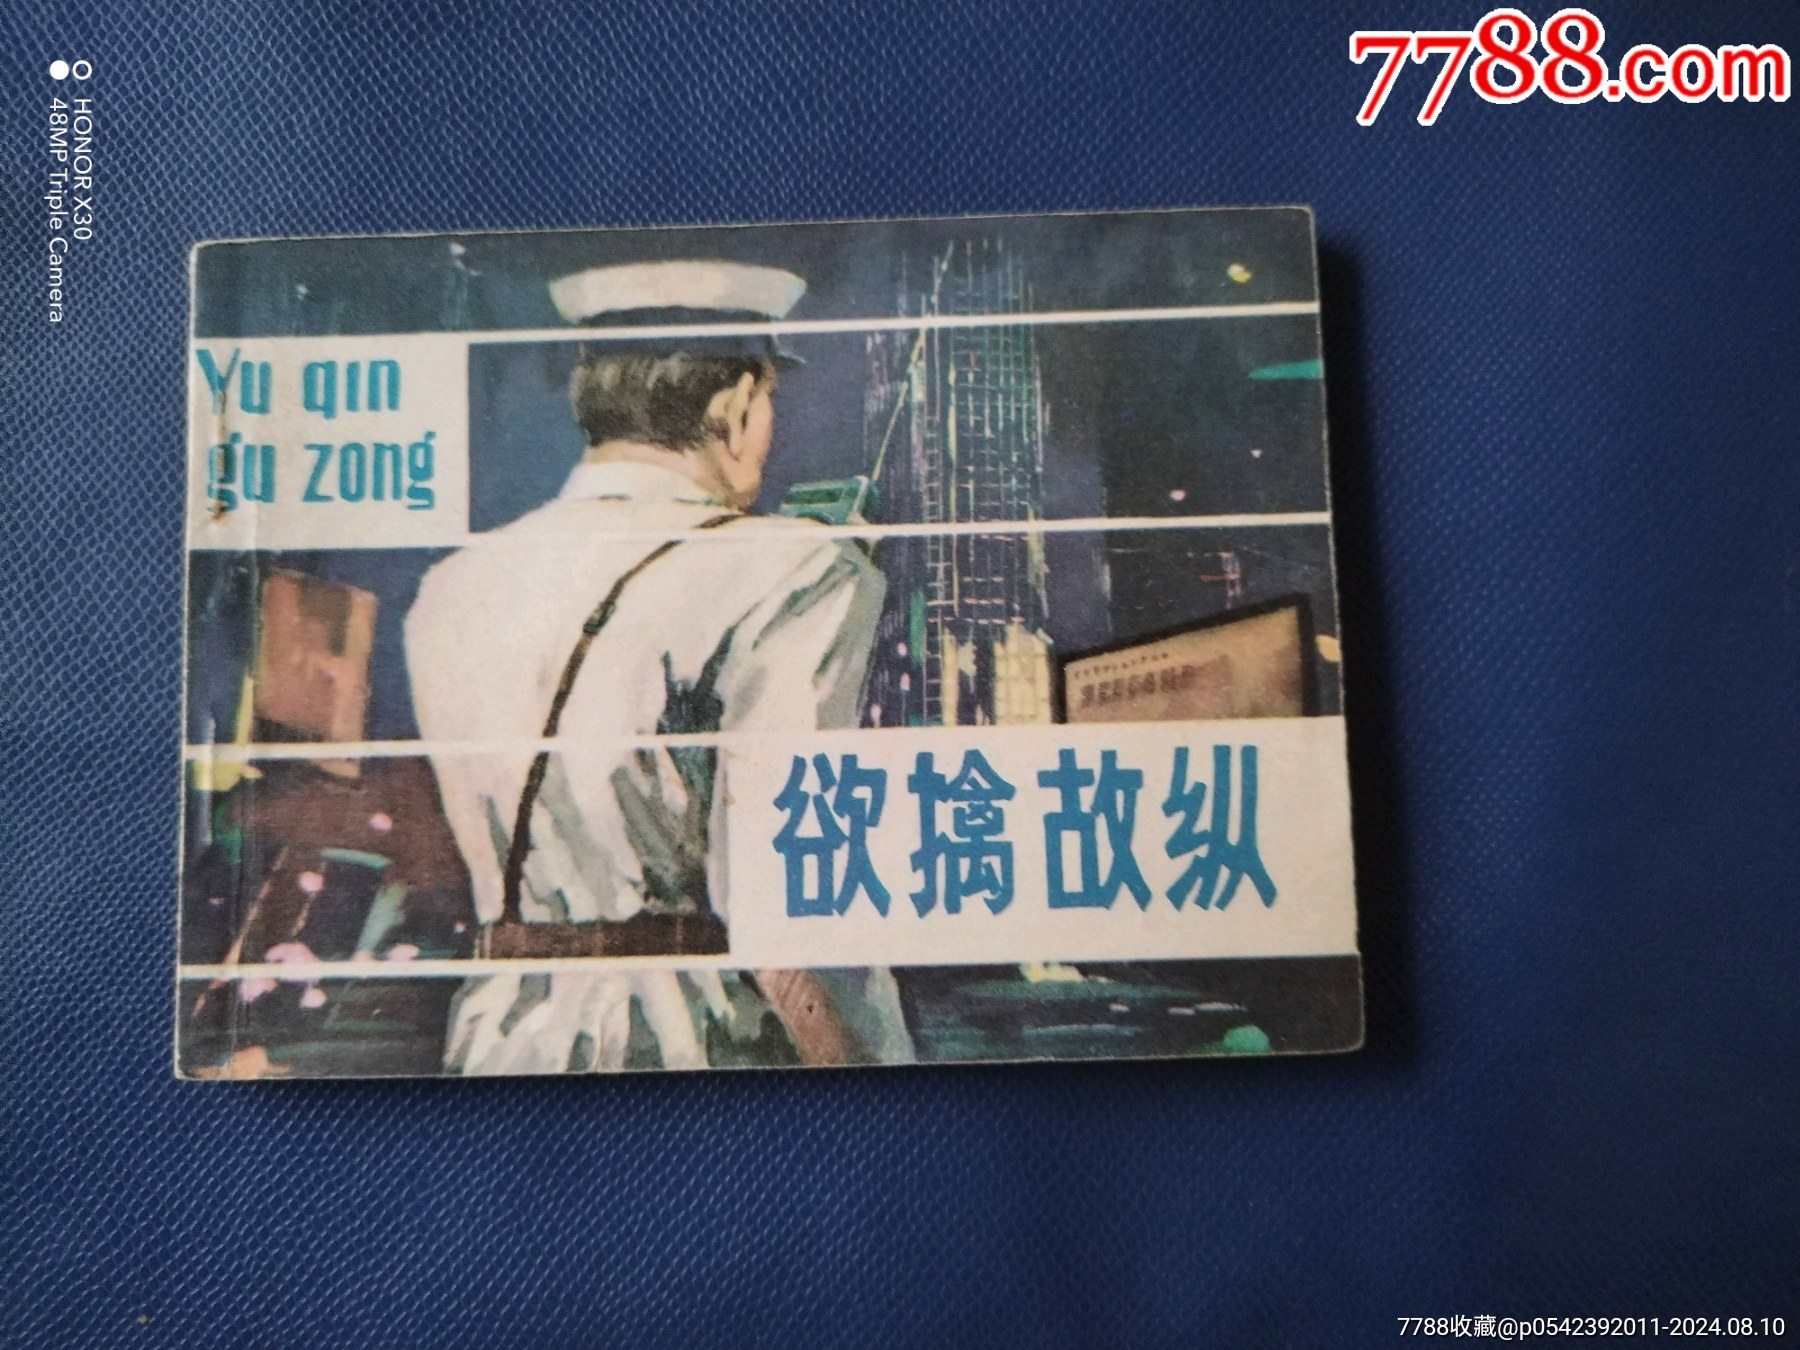 7788.com
HONOR X30
48MP Triple Camera
Yu qin
gu zong
欲擒故纵
7788收藏@p0542392011-2024.08.10